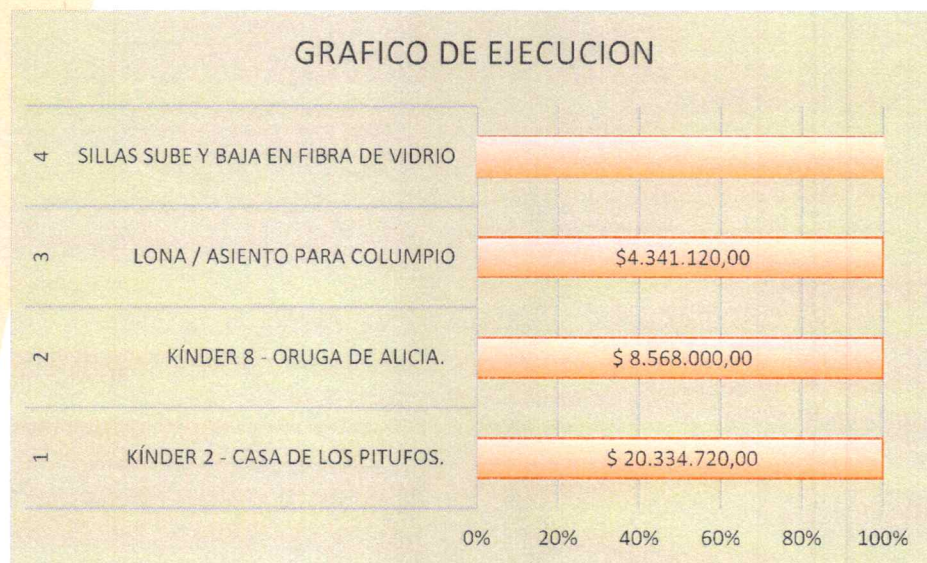 GRAFICO DE EJECUCION
4 SILLAS SUBE Y BAJA EN FIBRA DE VIDRIO
3 LONA / ASIENTO PARA COLUMPIO $4.341.120,00
2 KÍNDER 8 - ORUGA DE ALICIA. $ 8.568.000,00
1 KÍNDER 2 - CASA DE LOS PITUFOS. $ 20.334.720,00
0% 20% 40% 60% 80% 100%